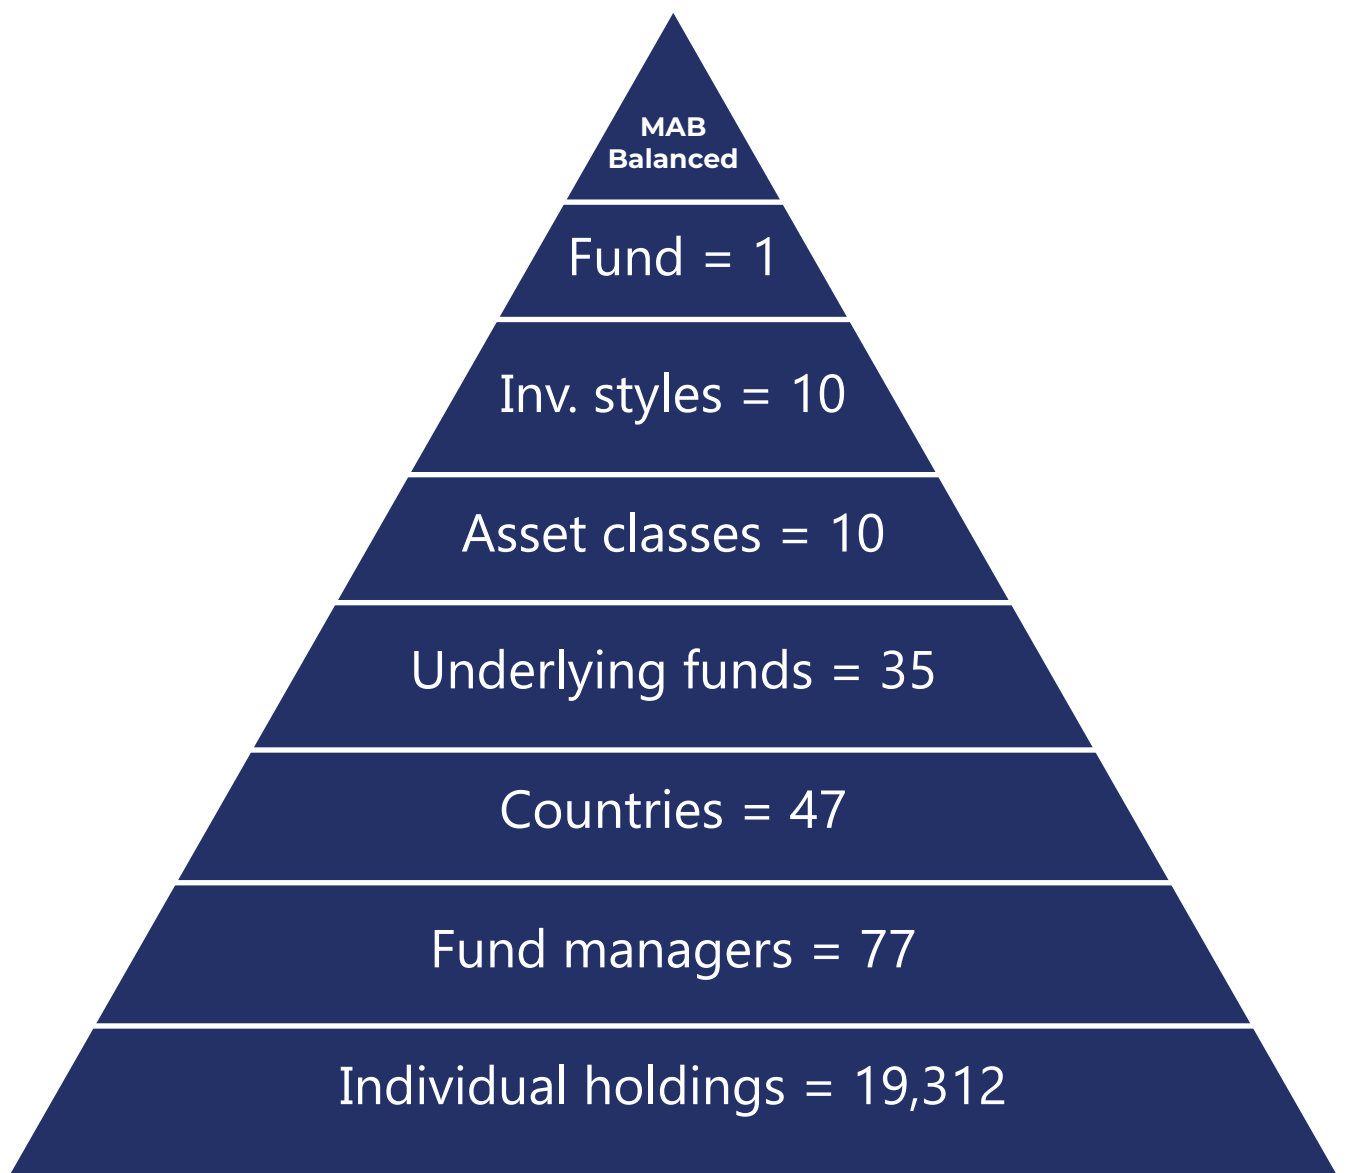 MAB
Balanced
Fund = 1
Inv. styles = 10
Asset classes = 10
Underlying funds = 35
Countries = 47
Fund managers = 77
Individual holdings = 19,312